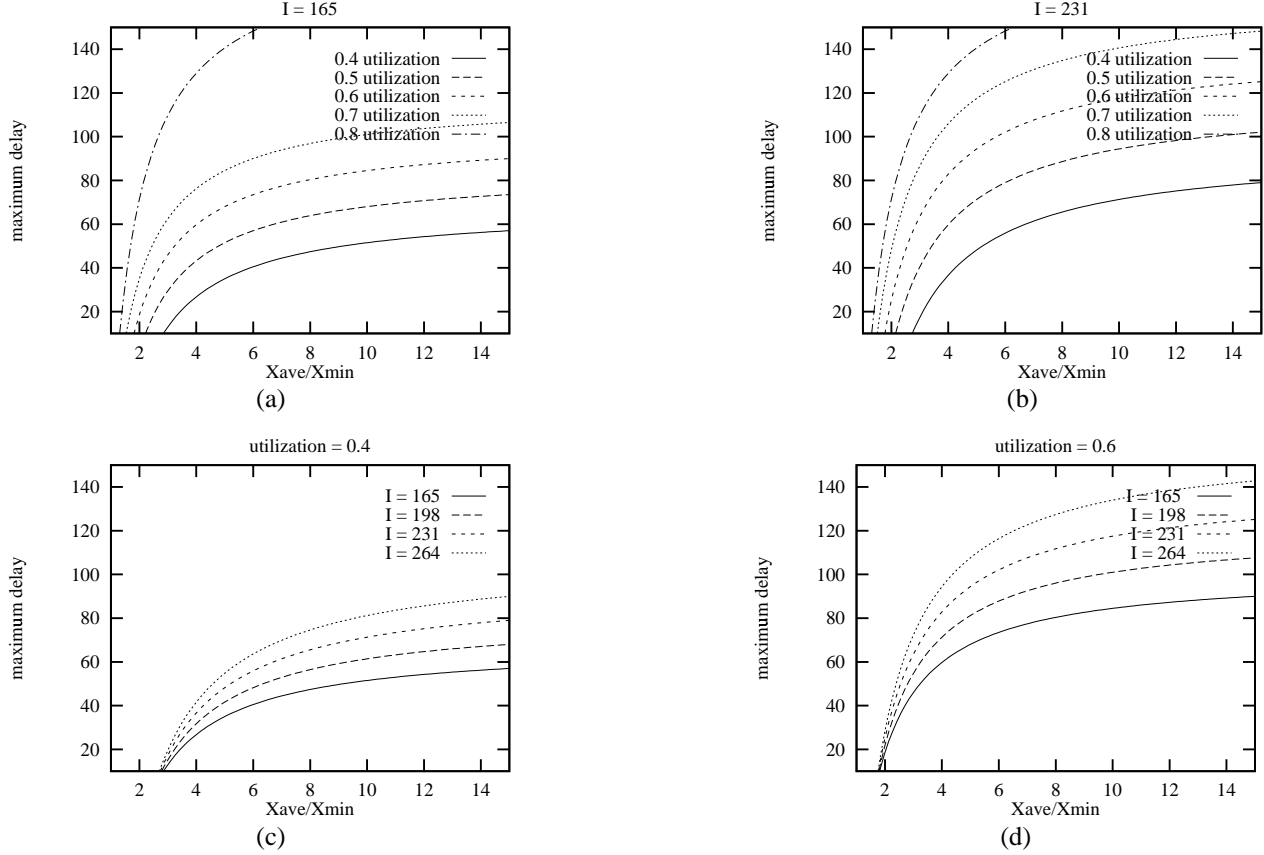 I = 165
140
120
100
80
60
40
20
maximum delay
0.4 utilization
0.5 utilization
0.6 utilization
0.7 utilization
0.8 utilization
2 4 6 8 10 12 14
Xave/Xmin
(a)
I = 231
140
120
100
80
60
40
20
maximum delay
0.4 utilization
0.5 utilization
0.6 utilization
0.7 utilization
0.8 utilization
2 4 6 8 10 12 14
Xave/Xmin
(b)
utilization = 0.4
140
120
100
80
60
40
20
maximum delay
I = 165
I = 198
I = 231
I = 264
2 4 6 8 10 12 14
Xave/Xmin
(c)
utilization = 0.6
140
120
100
80
60
40
20
maximum delay
I = 165
I = 198
I = 231
I = 264
2 4 6 8 10 12 14
Xave/Xmin
(d)